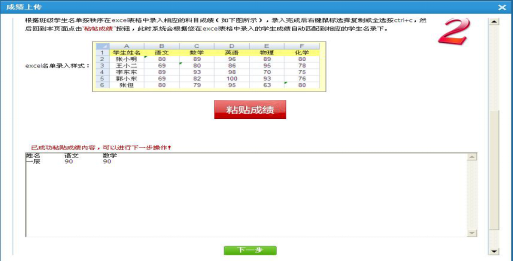 成绩上传
根据班级学生名单按秩序在excel表格中录入相应的科目成绩(如下图所示),录入完成后右键鼠标选择复制或全选按ctrl+c,然
后回到本页面点击"粘贴成绩"按钮,此时系统会根据您在excel表格中录入的学生成绩自动匹配到相应的学生名录下。
2
excel名单录入样式:
A B C D E F
1 学生姓名 语文 数学 英语 物理 化学
2 张小明 80 89 96 89 88
3 王小二 69 80 86 95 78
4 李东东 89 93 98 70 75
5 郭小东 69 82 100 93 76
6 张但 80 79 95 63 88
粘贴成绩
已成功粘贴成绩内容,可以进行下一步操作!
姓名 语文 数学
一辰 90 90
下一步